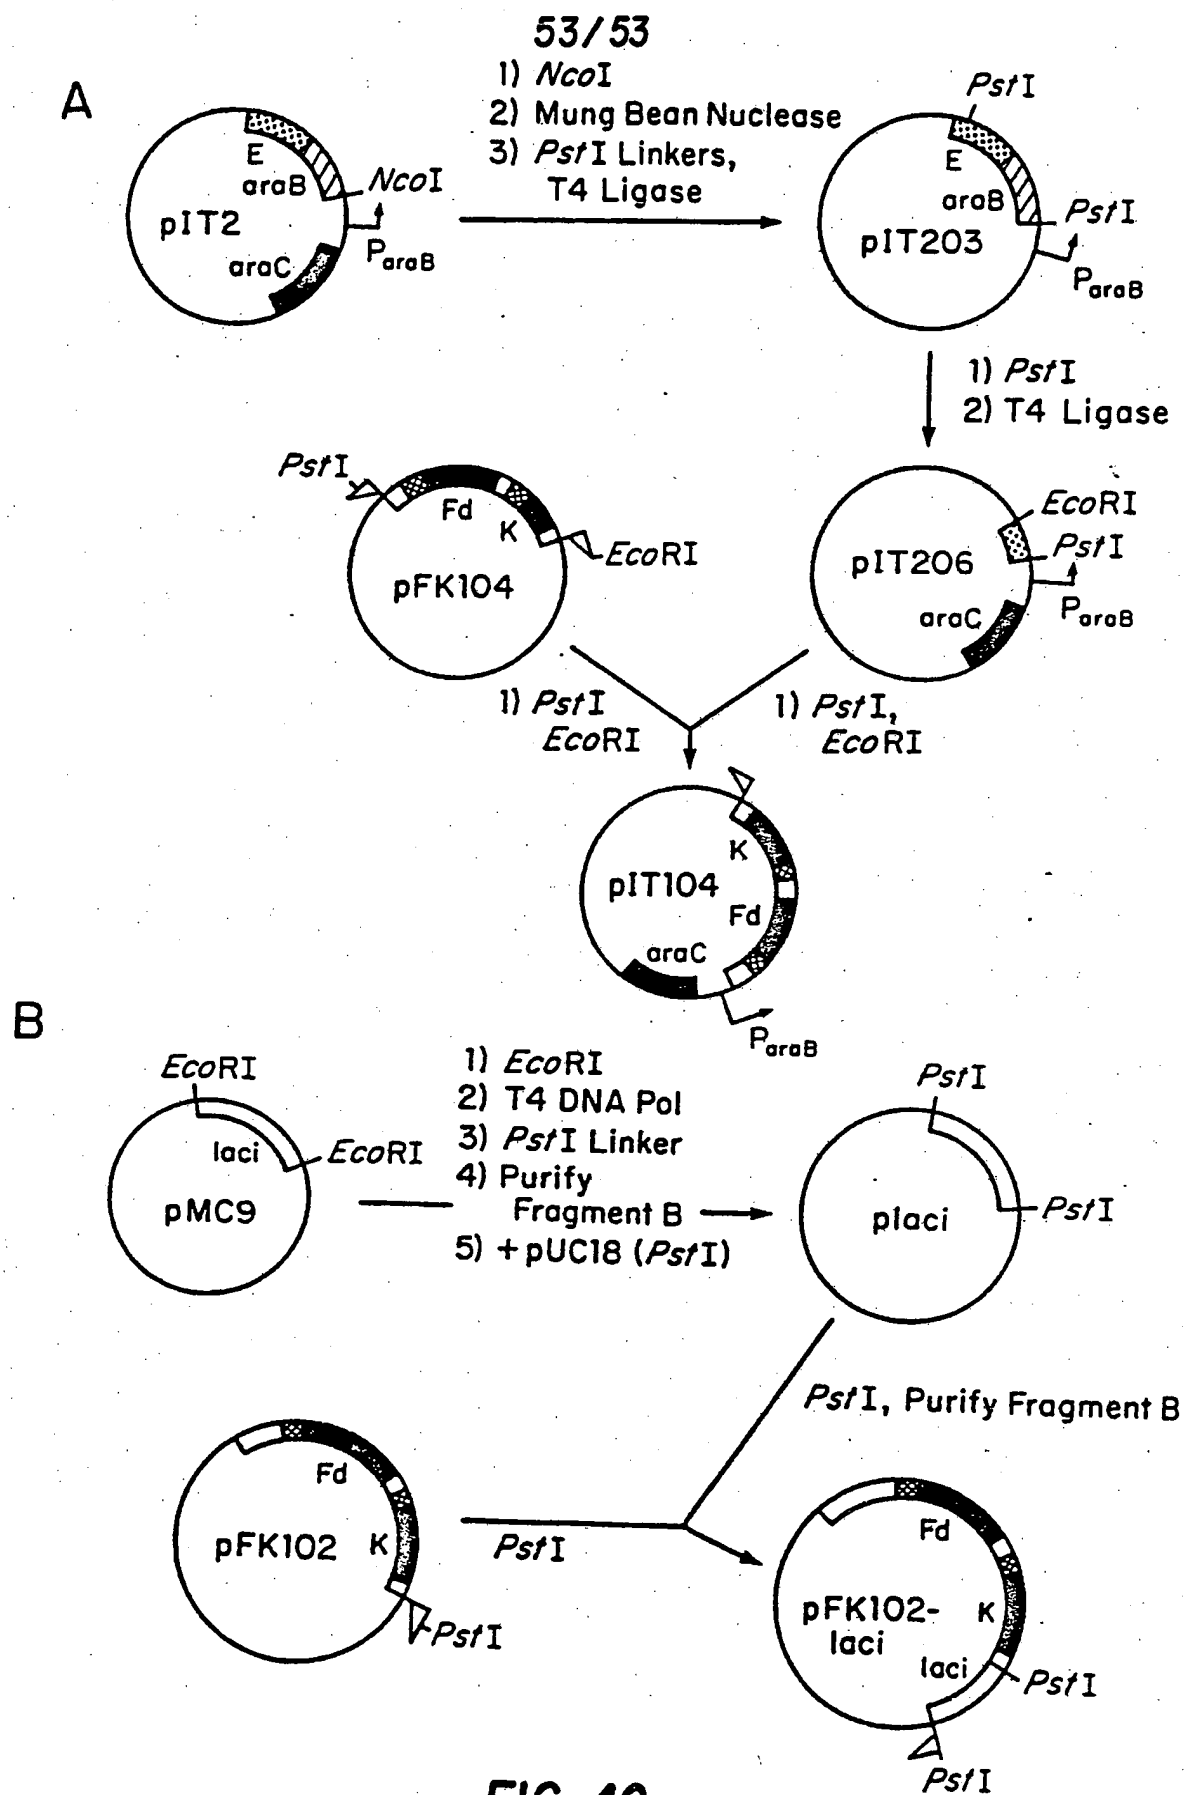 53/53
A
1) NcoI
2) Mung Bean Nuclease
3) PstI Linkers,
T4 Ligase
E
araB
NcoI
pIT2
araC
ParaB
PstI
E
araB
PstI
pIT203
ParaB
1) PstI
2) T4 Ligase
PstI
Fd
K
EcoRI
pFK104
EcoRI
PstI
pIT206
araC
ParaB
1) PstI
EcoRI
1) PstI,
EcoRI
K
pIT104
Fd
araC
ParaB
B
EcoRI
laci
EcoRI
pMC9
1) EcoRI
2) T4 DNA Pol
3) PstI Linker
4) Purify
Fragment B
5) + pUC18 (PstI)
PstI
PstI
placi
PstI, Purify Fragment B
Fd
pFK102
K
PstI
PstI
Fd
pFK102-
laci
K
laci
PstI
PstI